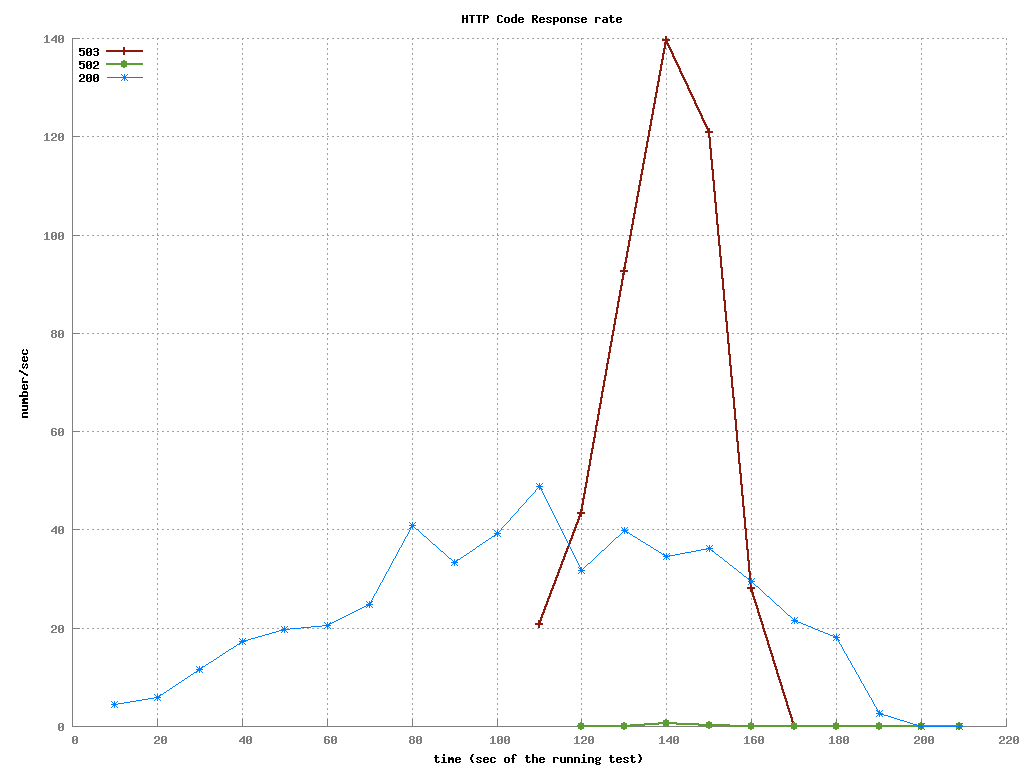 HTTP Code Response rate
140
503
502
200
120
100
80
60
40
20
0
number/sec
0 20 40 60 80 100 120 140 160 180 200 220
time (sec of the running test)